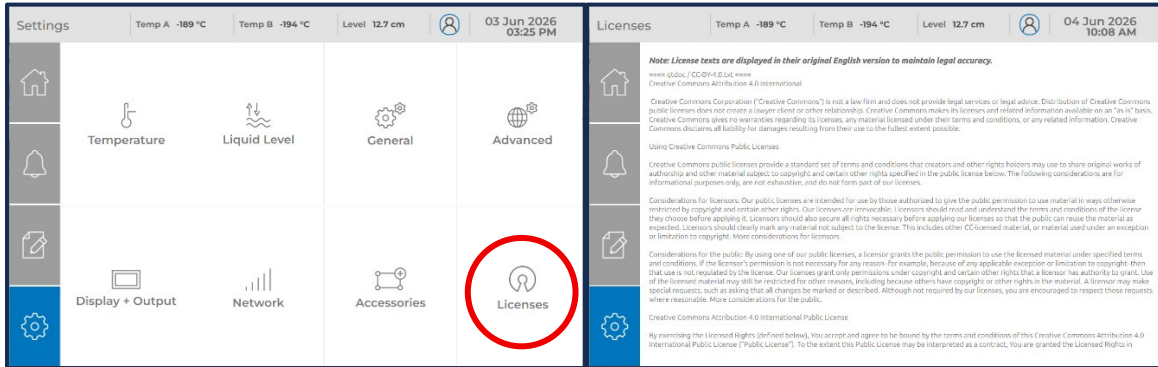 Settings
Temp A -189 °C
Temp B -194 °C
Level 12.7 cm
03 Jun 2026
03:25 PM
Temperature
Liquid Level
General
Advanced
Display + Output
Network
Accessories
Licenses
Licenses
Temp A -189 °C
Temp B -194 °C
Level 12.7 cm
04 Jun 2026
10:08 AM
Note: License texts are displayed in their original English version to maintain legal accuracy.
==== qtdoc / CC-BY-4.0.txt ====
Creative Commons Attribution 4.0 International
Creative Commons Corporation ("Creative Commons") is not a law firm and does not provide legal services or legal advice. Distribution of Creative Commons
public licenses does not create a lawyer-client or other relationship. Creative Commons makes its licenses and related information available on an "as-is" basis.
Creative Commons gives no warranties regarding its licenses, any material licensed under their terms and conditions, or any related information. Creative
Commons disclaims all liability for damages resulting from their use to the fullest extent possible.
Using Creative Commons Public Licenses
Creative Commons public licenses provide a standard set of terms and conditions that creators and other rights holders may use to share original works of
authorship and other material subject to copyright and certain other rights specified in the public license below. The following considerations are for
informational purposes only, are not exhaustive, and do not form part of our licenses.
Considerations for licensors: Our public licenses are intended for use by those authorized to give the public permission to use material in ways otherwise
restricted by copyright and certain other rights. Our licenses are irrevocable. Licensors should read and understand the terms and conditions of the license
they choose before applying it. Licensors should also secure all rights necessary before applying our licenses so that the public can reuse the material as
expected. Licensors should clearly mark any material not subject to the license. This includes other CC-licensed material, or material used under an exception
or limitation to copyright. More considerations for licensors.
Considerations for the public: By using one of our public licenses, a licensor grants the public permission to use the licensed material under specified terms
and conditions. If the licensor's permission is not necessary for any reason–for example, because of any applicable exception or limitation to copyright–then
that use is not regulated by the license. Our licenses grant only permissions under copyright and certain other rights that a licensor has authority to grant. Use
of the licensed material may still be restricted for other reasons, including because others have copyright or other rights in the material. A licensor may make
special requests, such as asking that all changes be marked or described. Although not required by our licenses, you are encouraged to respect those requests
where reasonable. More considerations for the public.
Creative Commons Attribution 4.0 International Public License
By exercising the Licensed Rights (defined below), You accept and agree to be bound by the terms and conditions of this Creative Commons Attribution 4.0
International Public License ("Public License"). To the extent this Public License may be interpreted as a contract, You are granted the Licensed Rights in